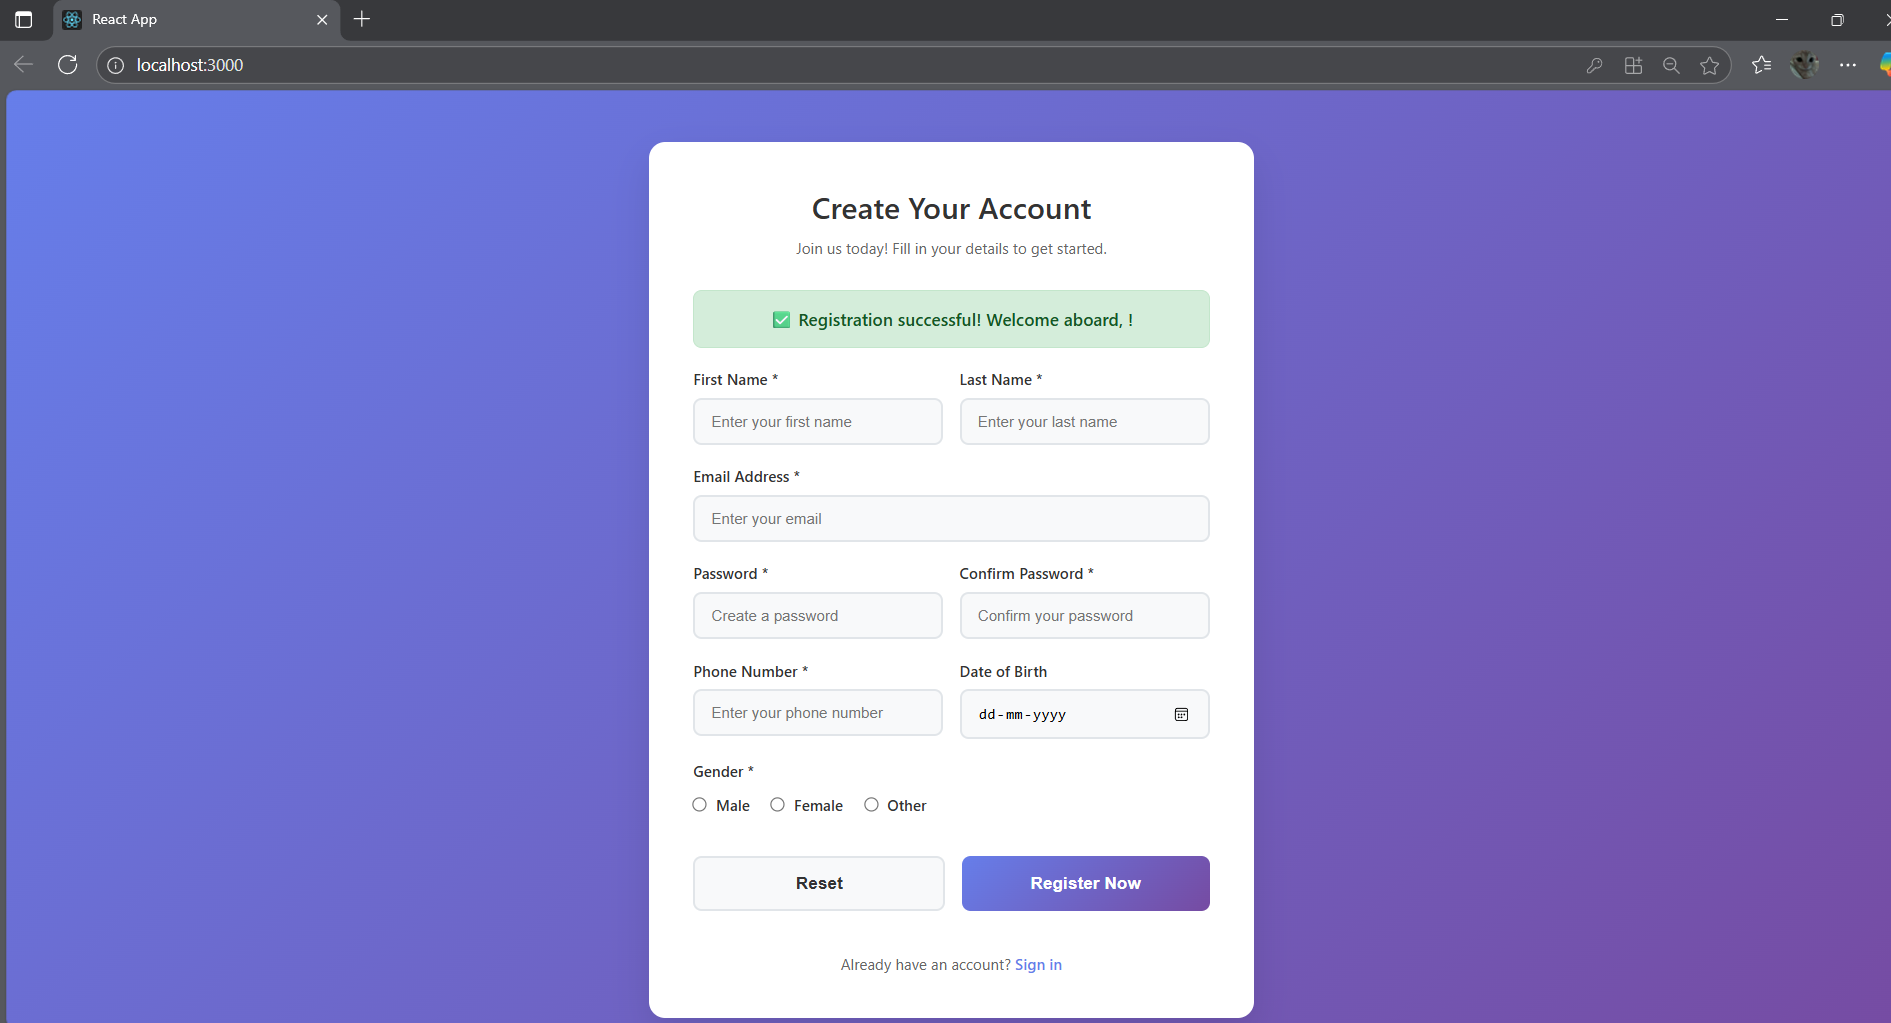 React App
localhost:3000
Create Your Account
Join us today! Fill in your details to get started.
✅ Registration successful! Welcome aboard, !
First Name * Last Name *
Enter your first name Enter your last name
Email Address *
Enter your email
Password * Confirm Password *
Create a password Confirm your password
Phone Number * Date of Birth
Enter your phone number dd-mm-yyyy
Gender *
Male Female Other
Reset Register Now
Already have an account? Sign in